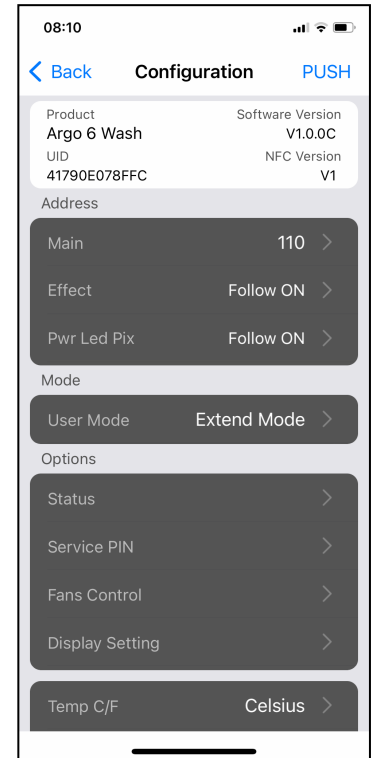 08:10
Back Configuration PUSH
Product Software Version
Argo 6 Wash V1.0.0C
UID NFC Version
41790E078FFC V1
Address
Main 110
Effect Follow ON
Pwr Led Pix Follow ON
Mode
User Mode Extend Mode
Options
Status
Service PIN
Fans Control
Display Setting
Temp C/F Celsius